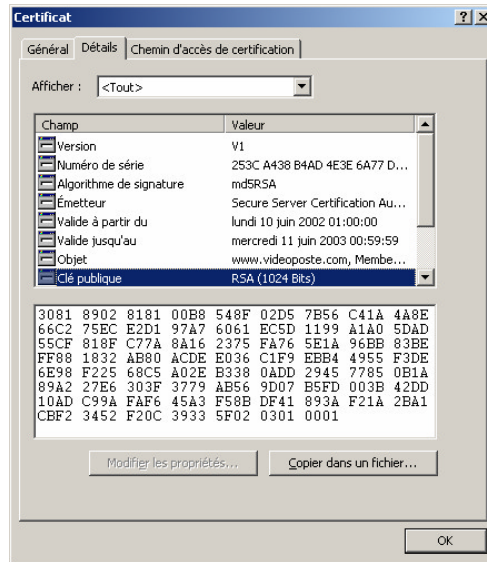 Certificat
Général Détails Chemin d'accès de certification
Afficher : <Tout>
Champ Valeur
Version V1
Numéro de série 253C A438 B4AD 4E3E 6A77 D...
Algorithme de signature md5RSA
Émetteur Secure Server Certification Au...
Valide à partir du lundi 10 juin 2002 01:00:00
Valide jusqu'au mercredi 11 juin 2003 00:59:59
Objet www.videoposte.com, Membe...
Clé publique RSA (1024 Bits)
3081 8902 8181 00B8 548F 02D5 7B56 C41A 4A8E
66C2 75EC E2D1 97A7 6061 EC5D 1199 A1A0 5DAD
55CF 818F C77A 8A16 2375 FA76 5E1A 96BB 83BE
FF88 1832 AB80 ACDE E036 C1F9 EBB4 4955 F3DE
6E98 F225 68C5 A02E B338 0ADD 2945 7785 0B1A
89A2 27E6 303F 3779 AB56 9D07 B5FD 003B 42DD
10AD C99A FAF6 45A3 F58B DF41 893A F21A 2BA1
CBF2 3452 F20C 3933 5F02 0301 0001
Modifier les propriétés... Copier dans un fichier...
OK